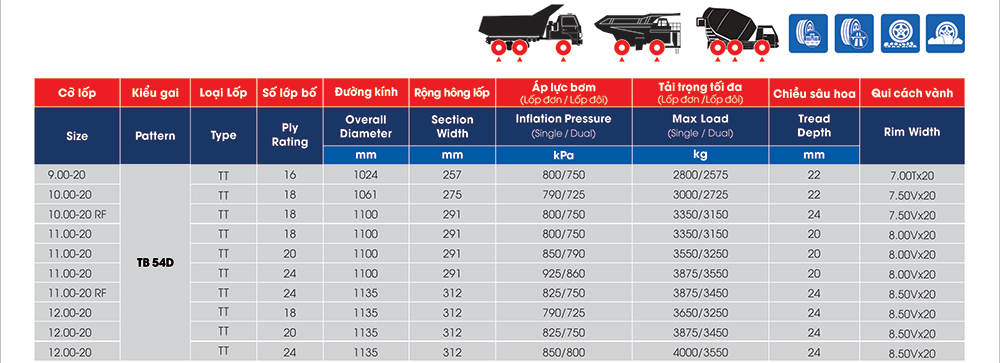 Cỡ lốp Kiểu gai Loại Lốp Số lớp bố Đường kính Rộng hông lốp Áp lực bơm Tải trọng tối đa Chiều sâu hoa Qui cách vành
(Lốp đơn / Lốp đôi) (Lốp đơn /Lốp đôi)
Size Pattern Type Ply Rating Overall Diameter Section Width Inflation Pressure (Single / Dual) Max Load (Single / Dual) Tread Depth Rim Width
mm mm kPa kg mm
9.00-20 TT 16 1024 257 800/750 2800/2575 22 7.00Tx20
10.00-20 TT 18 1061 275 790/725 3000/2725 22 7.50Vx20
10.00-20 RF TT 18 1100 291 800/750 3350/3150 24 7.50Vx20
11.00-20 TT 18 1100 291 800/750 3350/3150 20 8.00Vx20
11.00-20 TT 20 1100 291 850/790 3550/3250 20 8.00Vx20
TB 54D
11.00-20 TT 24 1100 291 925/860 3875/3550 20 8.00Vx20
11.00-20 RF TT 24 1135 312 825/750 3875/3450 24 8.50Vx20
12.00-20 TT 18 1135 312 790/725 3650/3250 24 8.50Vx20
12.00-20 TT 20 1135 312 825/750 3875/3450 24 8.50Vx20
12.00-20 TT 24 1135 312 850/800 4000/3550 24 8.50Vx20